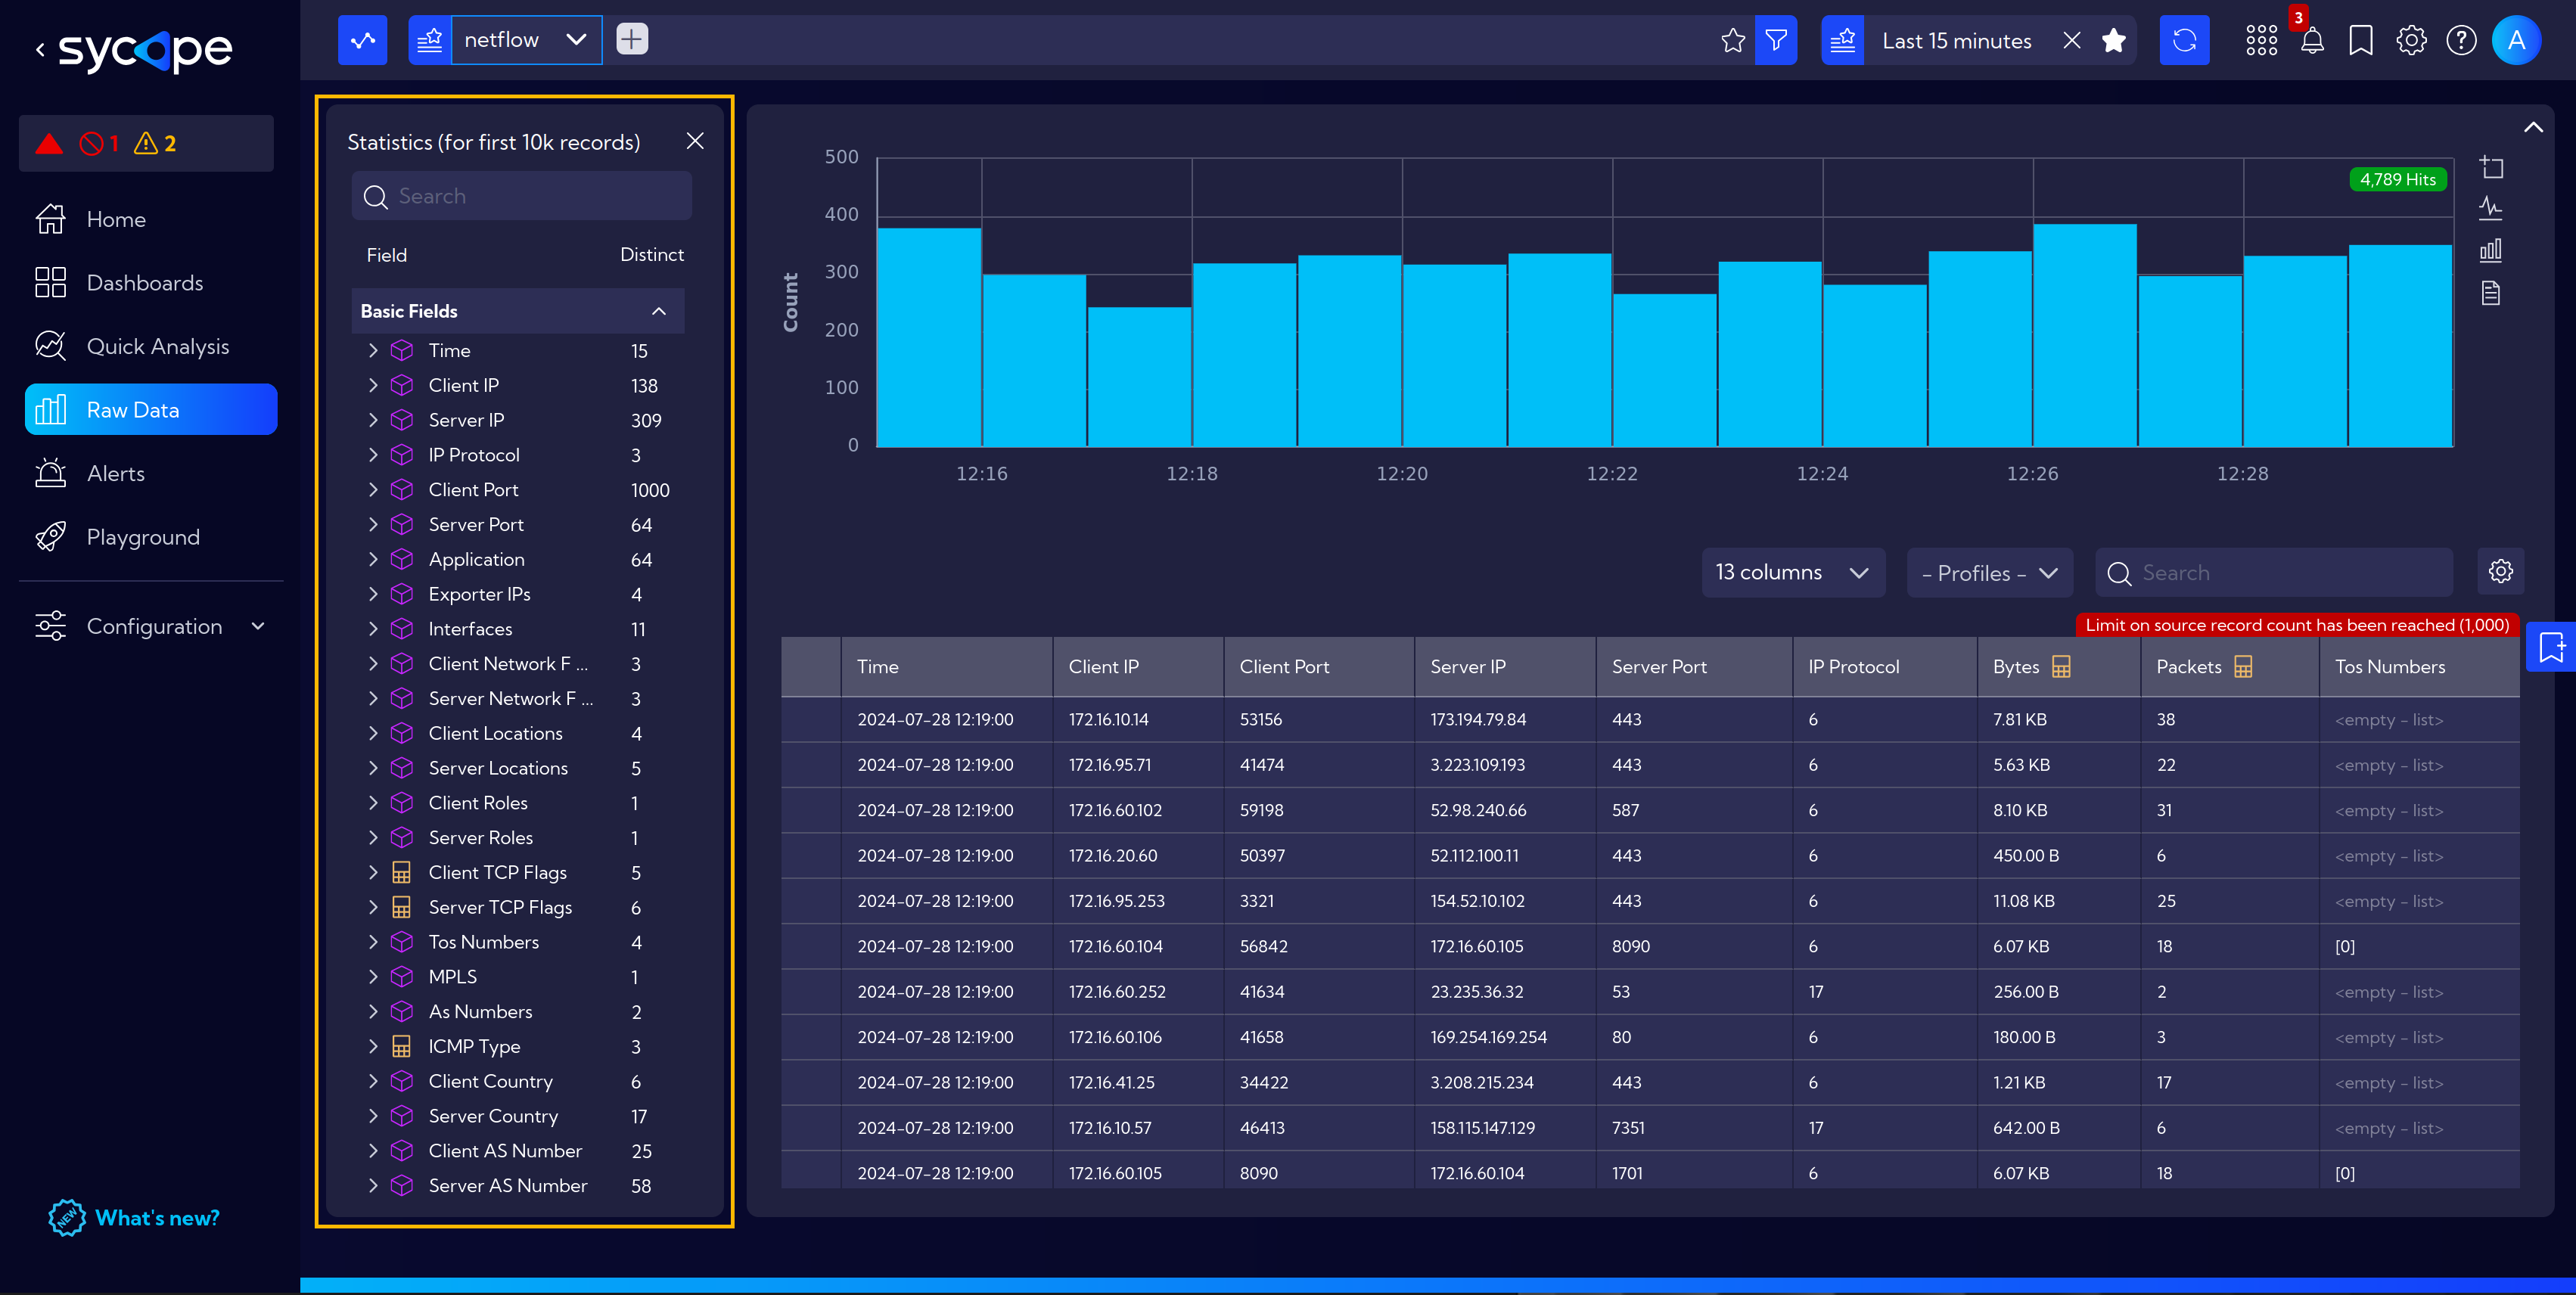 sycope
1 2
Home
Dashboards
Quick Analysis
Raw Data
Alerts
Playground
Configuration
NEW What's new?
netflow
Last 15 minutes
3
A
Statistics (for first 10k records)
Search
Field Distinct
Basic Fields
Time 15
Client IP 138
Server IP 309
IP Protocol 3
Client Port 1000
Server Port 64
Application 64
Exporter IPs 4
Interfaces 11
Client Network F ... 3
Server Network F ... 3
Client Locations 4
Server Locations 5
Client Roles 1
Server Roles 1
Client TCP Flags 5
Server TCP Flags 6
Tos Numbers 4
MPLS 1
As Numbers 2
ICMP Type 3
Client Country 6
Server Country 17
Client AS Number 25
Server AS Number 58
500
400
300
200
100
0
Count
4,789 Hits
12:16 12:18 12:20 12:22 12:24 12:26 12:28
13 columns - Profiles - Search
Limit on source record count has been reached (1,000)
Time Client IP Client Port Server IP Server Port IP Protocol Bytes Packets Tos Numbers
2024-07-28 12:19:00 172.16.10.14 53156 173.194.79.84 443 6 7.81 KB 38 <empty - list>
2024-07-28 12:19:00 172.16.95.71 41474 3.223.109.193 443 6 5.63 KB 22 <empty - list>
2024-07-28 12:19:00 172.16.60.102 59198 52.98.240.66 587 6 8.10 KB 31 <empty - list>
2024-07-28 12:19:00 172.16.20.60 50397 52.112.100.11 443 6 450.00 B 6 <empty - list>
2024-07-28 12:19:00 172.16.95.253 3321 154.52.10.102 443 6 11.08 KB 25 <empty - list>
2024-07-28 12:19:00 172.16.60.104 56842 172.16.60.105 8090 6 6.07 KB 18 [0]
2024-07-28 12:19:00 172.16.60.252 41634 23.235.36.32 53 17 256.00 B 2 <empty - list>
2024-07-28 12:19:00 172.16.60.106 41658 169.254.169.254 80 6 180.00 B 3 <empty - list>
2024-07-28 12:19:00 172.16.41.25 34422 3.208.215.234 443 6 1.21 KB 17 <empty - list>
2024-07-28 12:19:00 172.16.10.57 46413 158.115.147.129 7351 17 642.00 B 6 <empty - list>
2024-07-28 12:19:00 172.16.60.105 8090 172.16.60.104 1701 6 6.07 KB 18 [0]